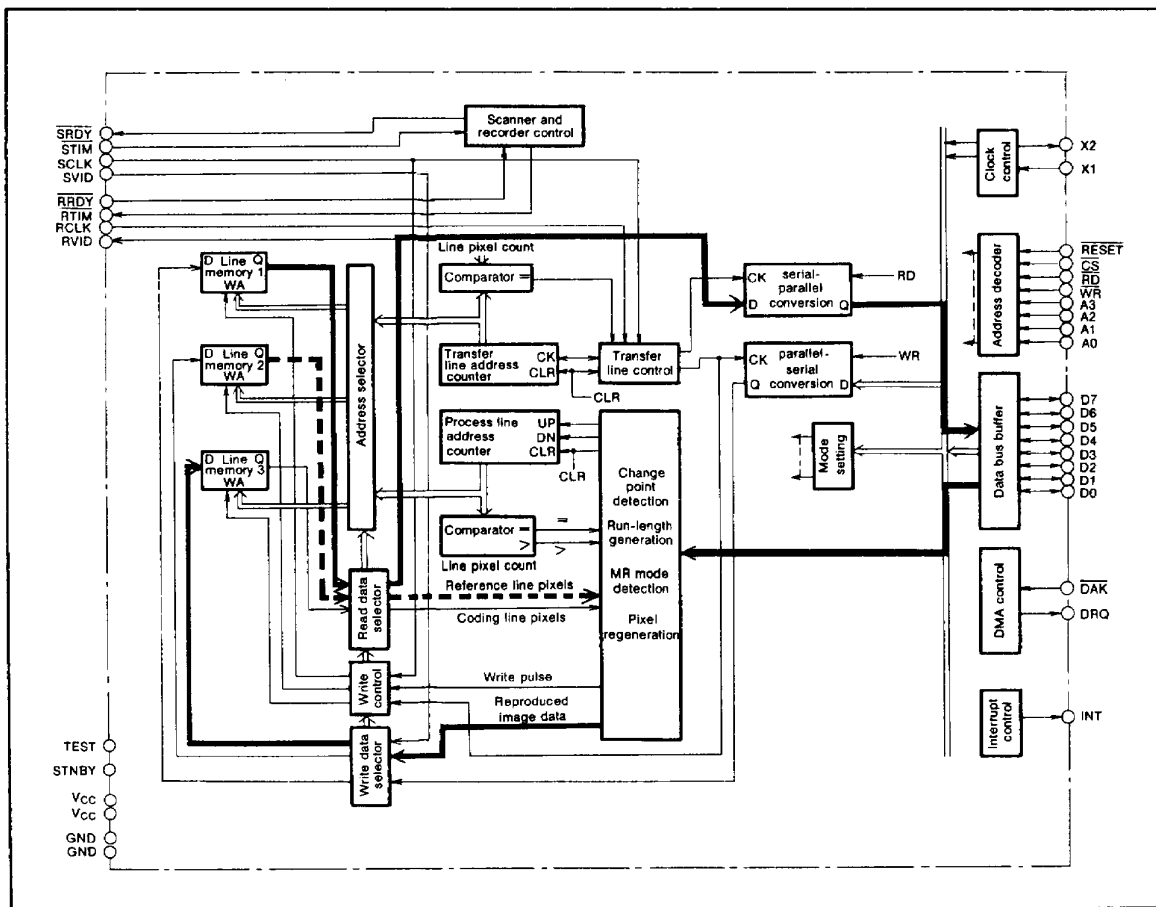 Scanner and
recorder control
SRDY
STIM
SCLK
SVID
RRDY
RTIM
RCLK
RVID
Clock
control
X2
X1
Address decoder
RESET
CS
RD
WR
A3
A2
A1
A0
D Line Q
memory 1
WA
D Line Q
memory 2
WA
D Line Q
memory 3
WA
Address selector
Line pixel count
Comparator =
Transfer
line address
counter
CK
CLR
Transfer
line control
CLR
CK
D
serial-
parallel
conversion
Q
RD
CK
Q
parallel-
serial
conversion
D
WR
Process line
address
counter
UP
DN
CLR
CLR
Comparator =
>
=
>
Line pixel count
Change
point
detection
Run-length
generation
MR mode
detection
Pixel
regeneration
Mode
setting
Data bus buffer
D7
D6
D5
D4
D3
D2
D1
D0
Reference line pixels
Coding line pixels
Read data
selector
Write
control
Write pulse
Reproduced
image data
Write data
selector
DMA control
DAK
DRQ
Interrupt
control
INT
TEST
STNBY
VCC
VCC
GND
GND